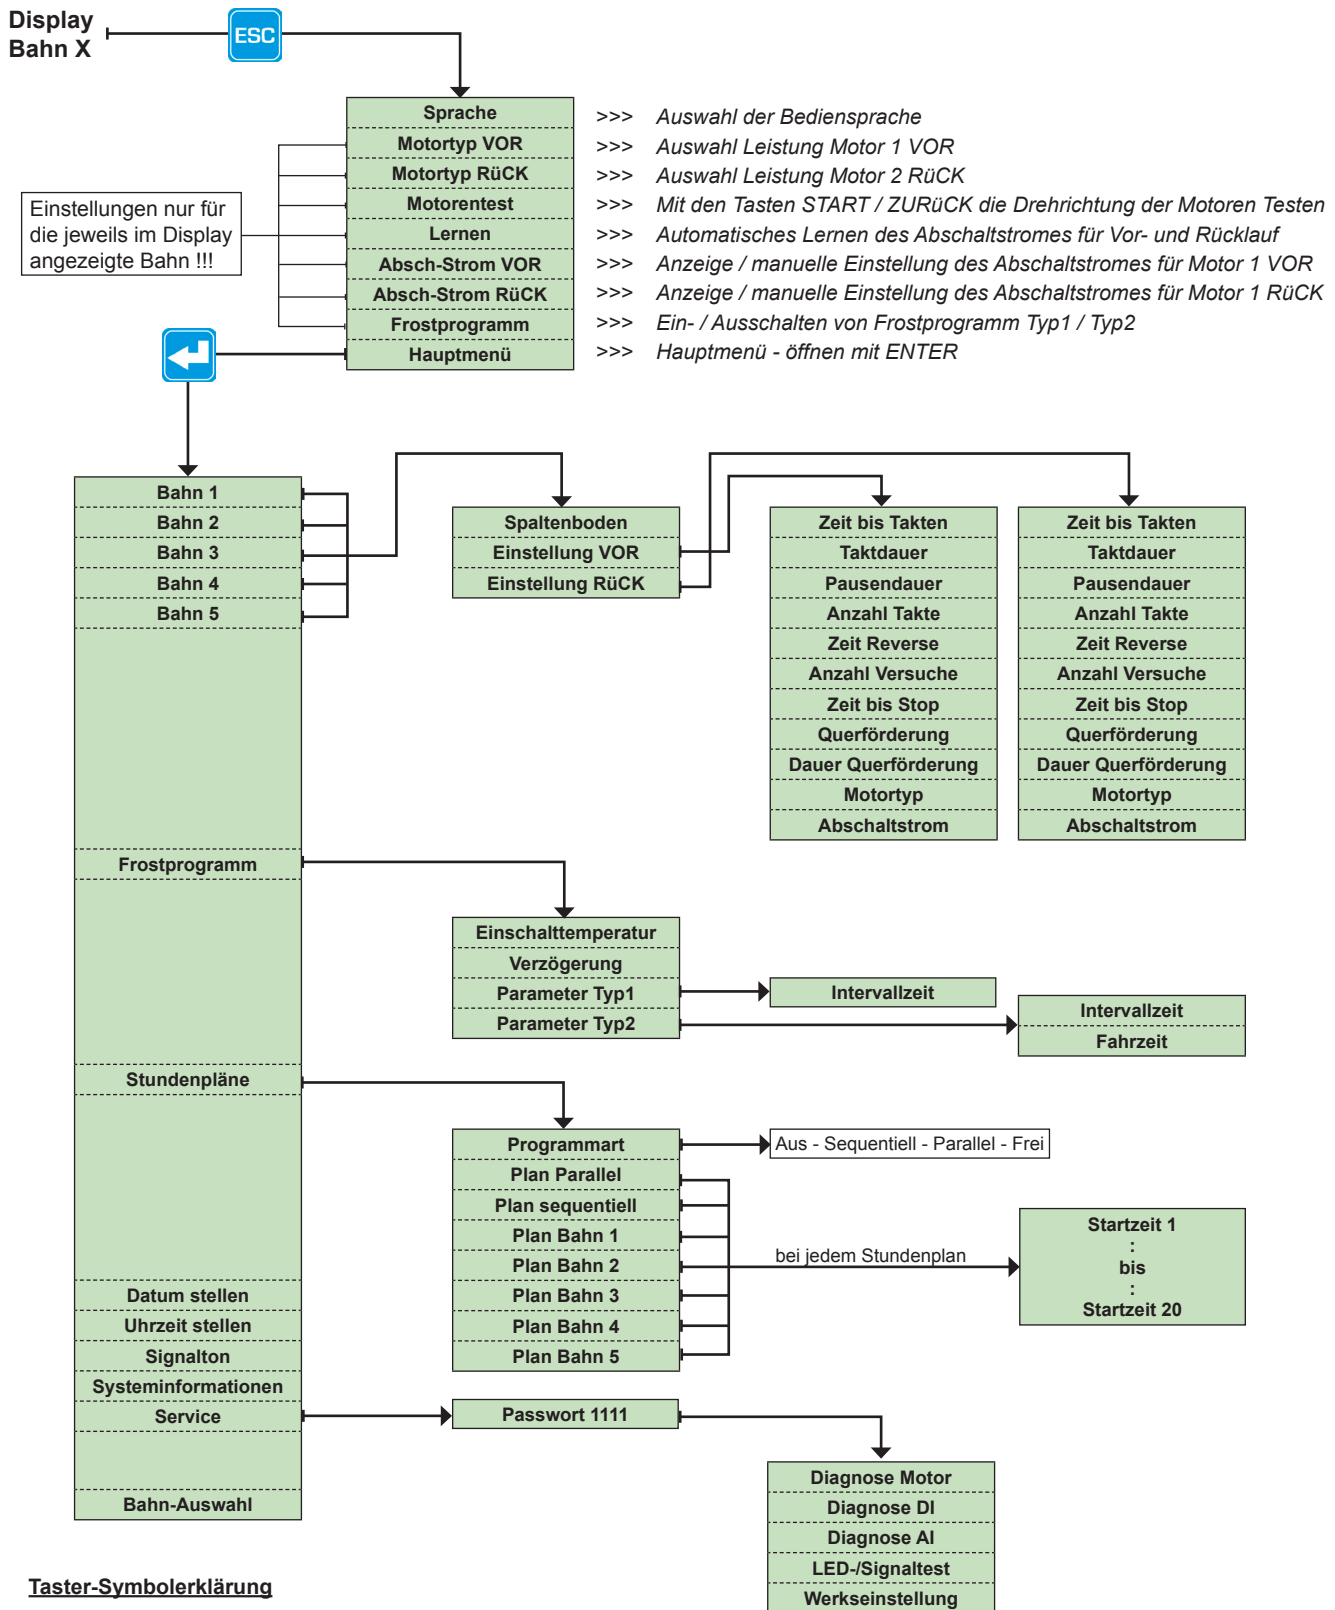 Display
Bahn X
ESC
Sprache >>> Auswahl der Bediensprache
Motortyp VOR >>> Auswahl Leistung Motor 1 VOR
Motortyp RüCK >>> Auswahl Leistung Motor 2 RüCK
Motorentest >>> Mit den Tasten START / ZURüCK die Drehrichtung der Motoren Testen
Lernen >>> Automatisches Lernen des Abschaltstromes für Vor- und Rücklauf
Absch-Strom VOR >>> Anzeige / manuelle Einstellung des Abschaltstromes für Motor 1 VOR
Absch-Strom RüCK >>> Anzeige / manuelle Einstellung des Abschaltstromes für Motor 1 RüCK
Frostprogramm >>> Ein- / Ausschalten von Frostprogramm Typ1 / Typ2
Hauptmenü >>> Hauptmenü - öffnen mit ENTER
Einstellungen nur für
die jeweils im Display
angezeigte Bahn !!!
Bahn 1
Bahn 2
Bahn 3
Bahn 4
Bahn 5
Frostprogramm
Stundenpläne
Datum stellen
Uhrzeit stellen
Signalton
Systeminformationen
Service
Bahn-Auswahl
Spaltenboden
Einstellung VOR
Einstellung RüCK
Zeit bis Takten
Taktdauer
Pausendauer
Anzahl Takte
Zeit Reverse
Anzahl Versuche
Zeit bis Stop
Querförderung
Dauer Querförderung
Motortyp
Abschaltstrom
Zeit bis Takten
Taktdauer
Pausendauer
Anzahl Takte
Zeit Reverse
Anzahl Versuche
Zeit bis Stop
Querförderung
Dauer Querförderung
Motortyp
Abschaltstrom
Einschalttemperatur
Verzögerung
Parameter Typ1
Parameter Typ2
Intervallzeit
Intervallzeit
Fahrzeit
Programmart
Plan Parallel
Plan sequentiell
Plan Bahn 1
Plan Bahn 2
Plan Bahn 3
Plan Bahn 4
Plan Bahn 5
Aus - Sequentiell - Parallel - Frei
bei jedem Stundenplan
Startzeit 1
:
bis
:
Startzeit 20
Passwort 1111
Diagnose Motor
Diagnose DI
Diagnose AI
LED-/Signaltest
Werkseinstellung
Taster-Symbolerklärung